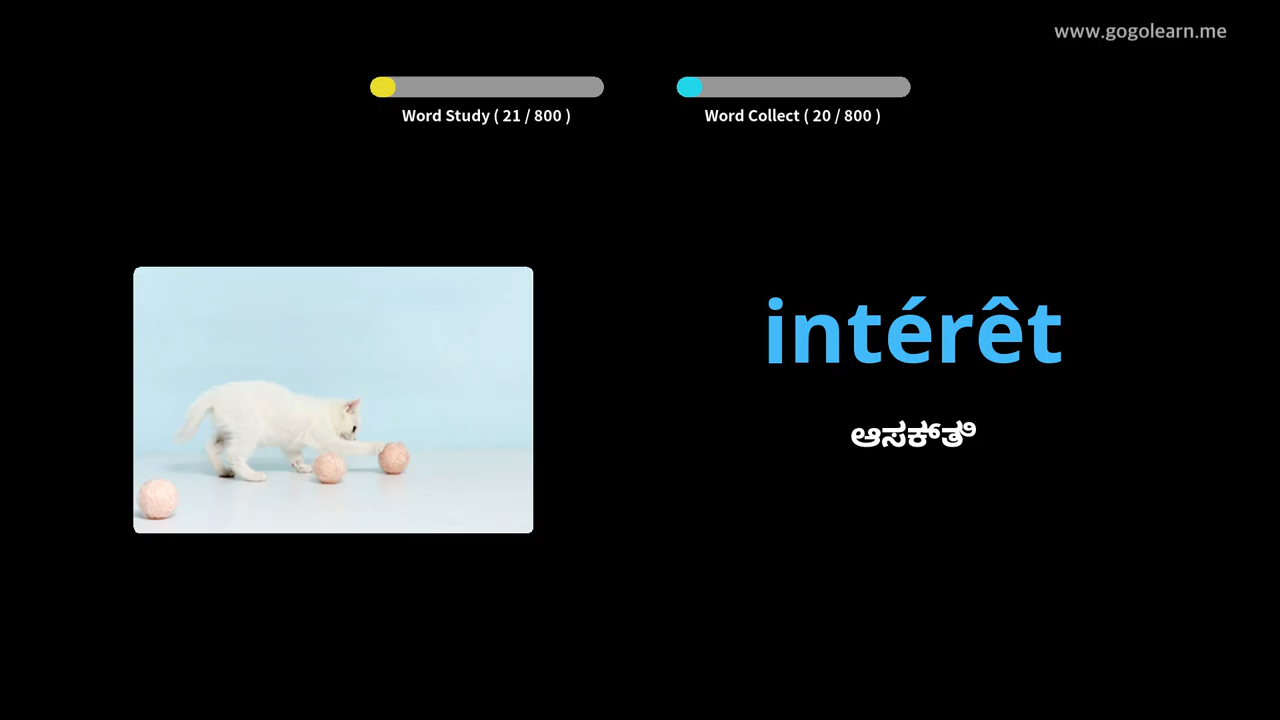 www.gogolearn.me
Word Study ( 21 / 800 )
Word Collect ( 20 / 800 )
intérêt
ಆಸಕ್ತಿ